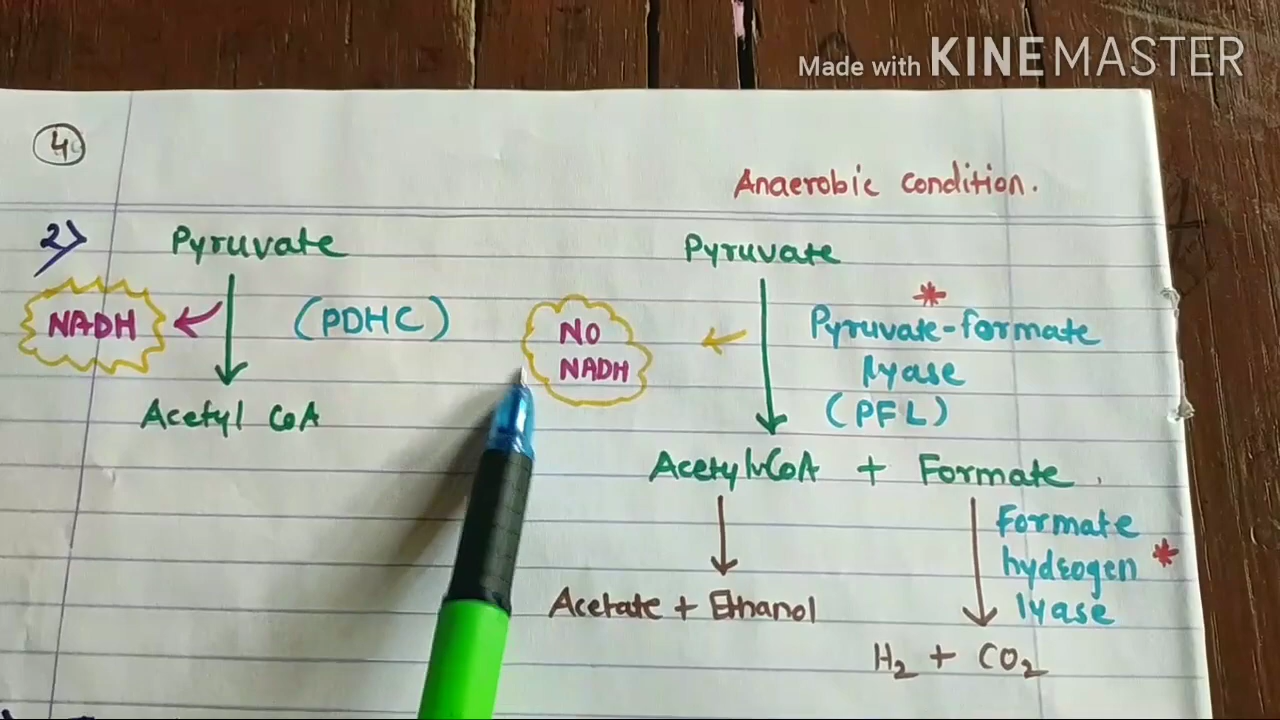 Made with KINEMASTER
4
Anaerobic condition.
2) Pyruvate
Pyruvate
NADH
(PDHC)
NO
NADH
*
Pyruvate-formate
lyase
(PFL)
Acetyl CoA
Acetyl CoA + Formate
Formate
hydrogen *
lyase
Acetate + Ethanol
H2 + CO2